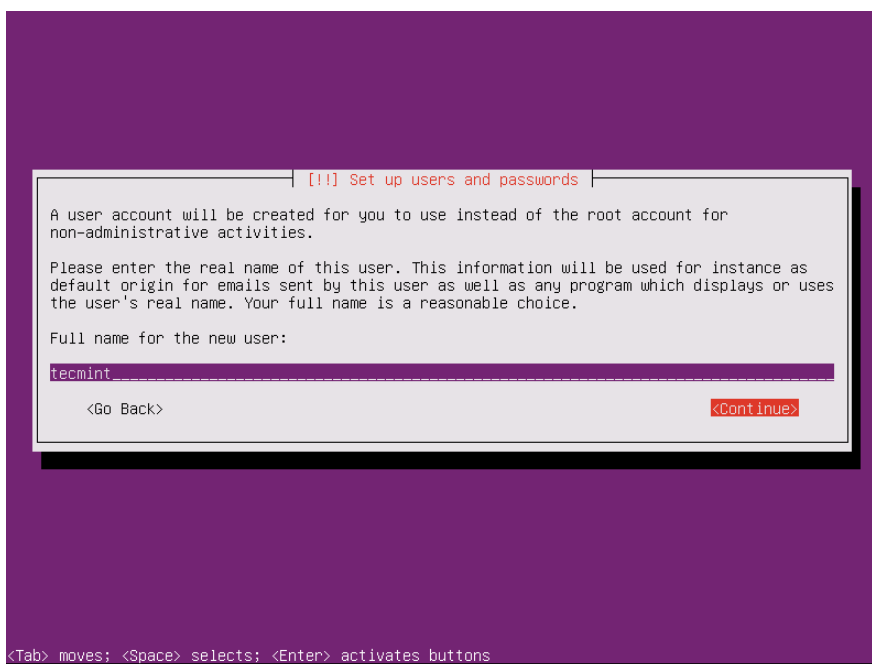 [!!] Set up users and passwords
A user account will be created for you to use instead of the root account for
non-administrative activities.
Please enter the real name of this user. This information will be used for instance as
default origin for emails sent by this user as well as any program which displays or uses
the user's real name. Your full name is a reasonable choice.
Full name for the new user:
tecmint
<Go Back> <Continue>
<Tab> moves; <Space> selects; <Enter> activates buttons